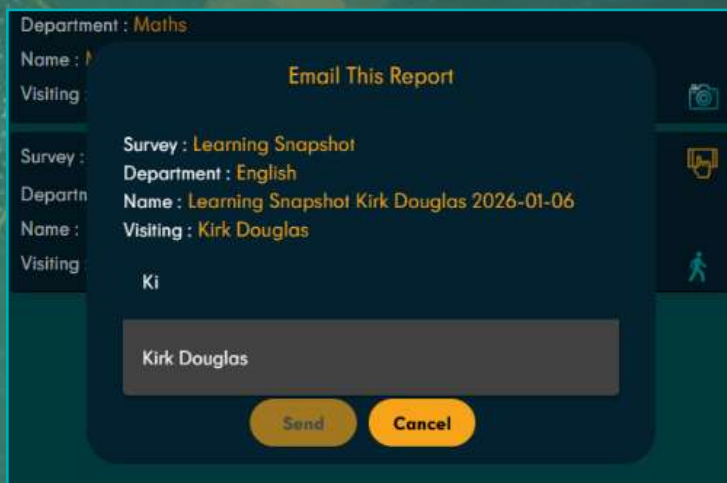 Department : Maths
Name :
Visiting :
Email This Report
Survey : Learning Snapshot
Department : English
Name : Learning Snapshot Kirk Douglas 2026-01-06
Visiting : Kirk Douglas
Survey :
Name :
Visiting
Ki
Kirk Douglas
Send
Cancel